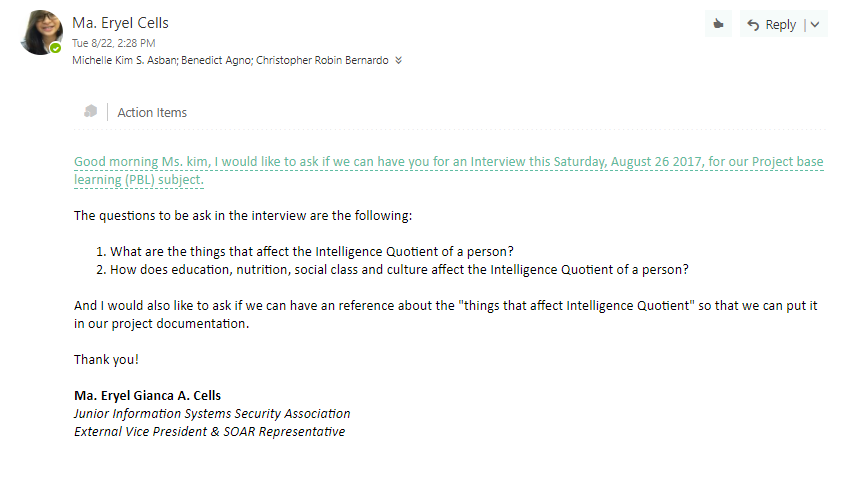 Ma. Eryel Cells
Reply
Tue 8/22, 2:28 PM
Michelle Kim S. Asban; Benedict Agno; Christopher Robin Bernardo
Action Items
Good morning Ms. kim, I would like to ask if we can have you for an Interview this Saturday, August 26 2017, for our Project base
learning (PBL) subject.
The questions to be ask in the interview are the following:
1. What are the things that affect the Intelligence Quotient of a person?
2. How does education, nutrition, social class and culture affect the Intelligence Quotient of a person?
And I would also like to ask if we can have an reference about the "things that affect Intelligence Quotient" so that we can put it
in our project documentation.
Thank you!
Ma. Eryel Gianca A. Cells
Junior Information Systems Security Association
External Vice President & SOAR Representative